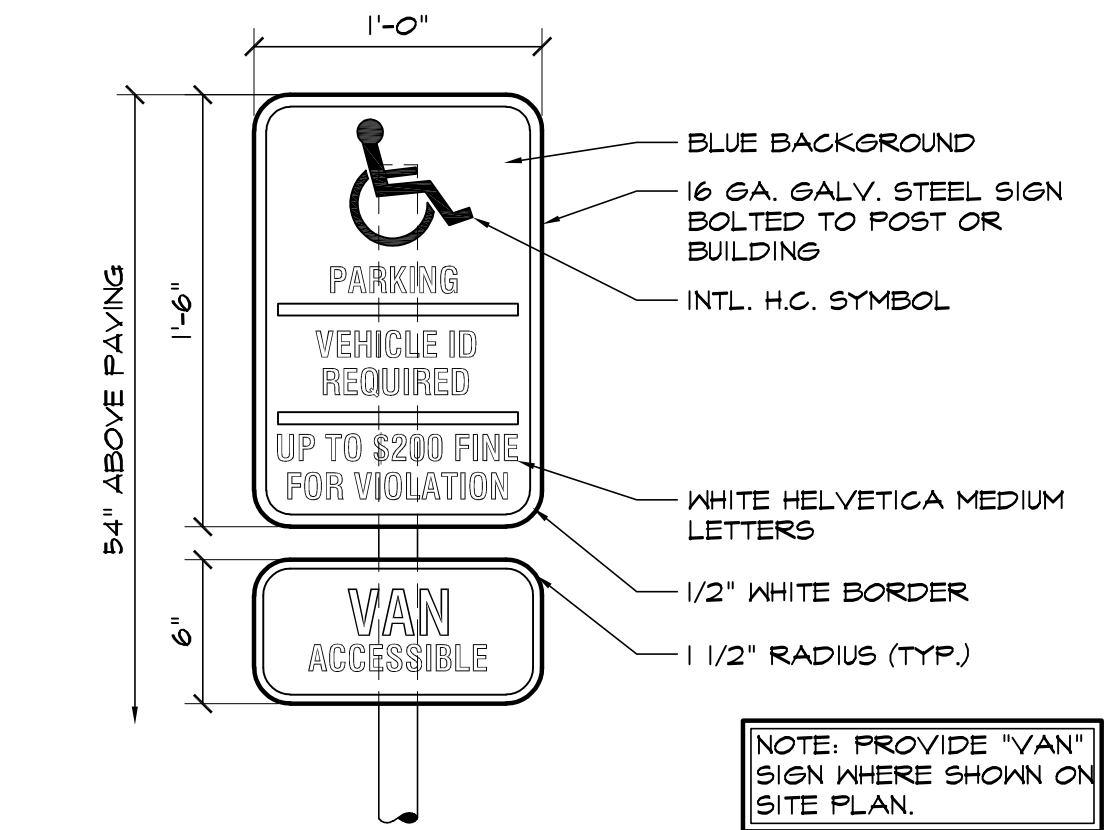 1'-0"
54" ABOVE PAVING
1'-6"
6"
PARKING
VEHICLE ID
REQUIRED
UP TO $200 FINE
FOR VIOLATION
VAN
ACCESSIBLE
BLUE BACKGROUND
16 GA. GALV. STEEL SIGN
BOLTED TO POST OR
BUILDING
INTL. H.C. SYMBOL
WHITE HELVETICA MEDIUM
LETTERS
1/2" WHITE BORDER
1 1/2" RADIUS (TYP.)
NOTE: PROVIDE "VAN"
SIGN WHERE SHOWN ON
SITE PLAN.